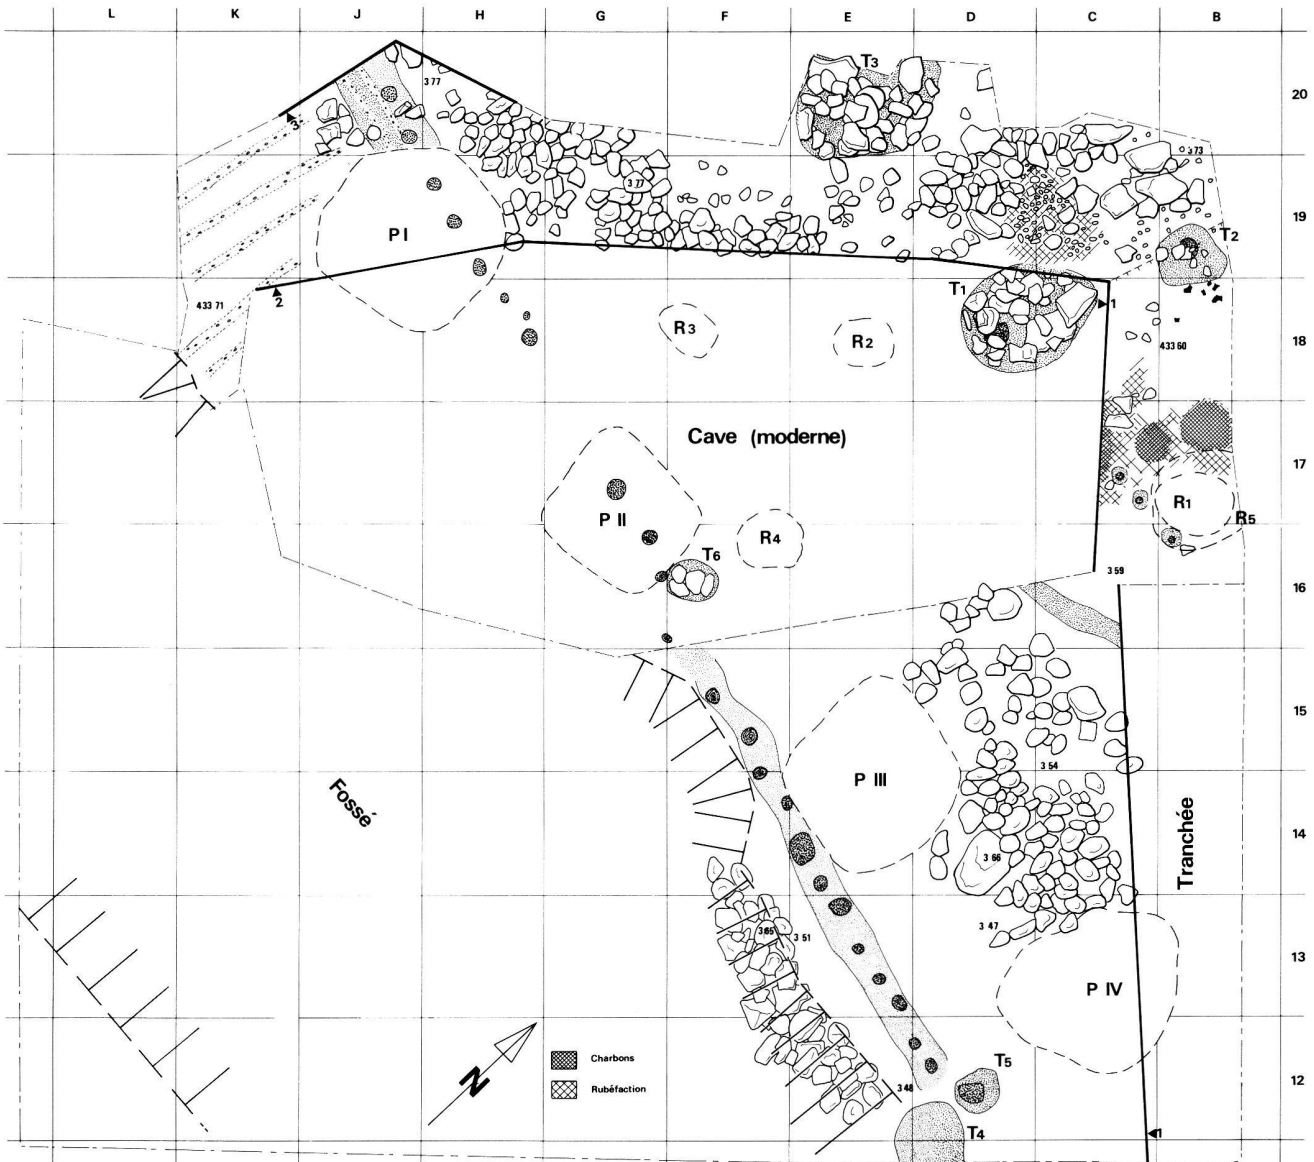 L K J H G F E D C B
20
T3
3 77
3
3 73
3 77
19
P I
T2
2
433 71
T1
1
R3
R2
18
433 60
Cave (moderne)
17
P II
R1
R5
R4
T6
3 59
16
15
3 54
P III
Fossé
Tranchée
14
3 66
3 47
3 65
3 51
13
P IV
N
Charbons
Rubéfaction
T5
12
3 48
T4
1